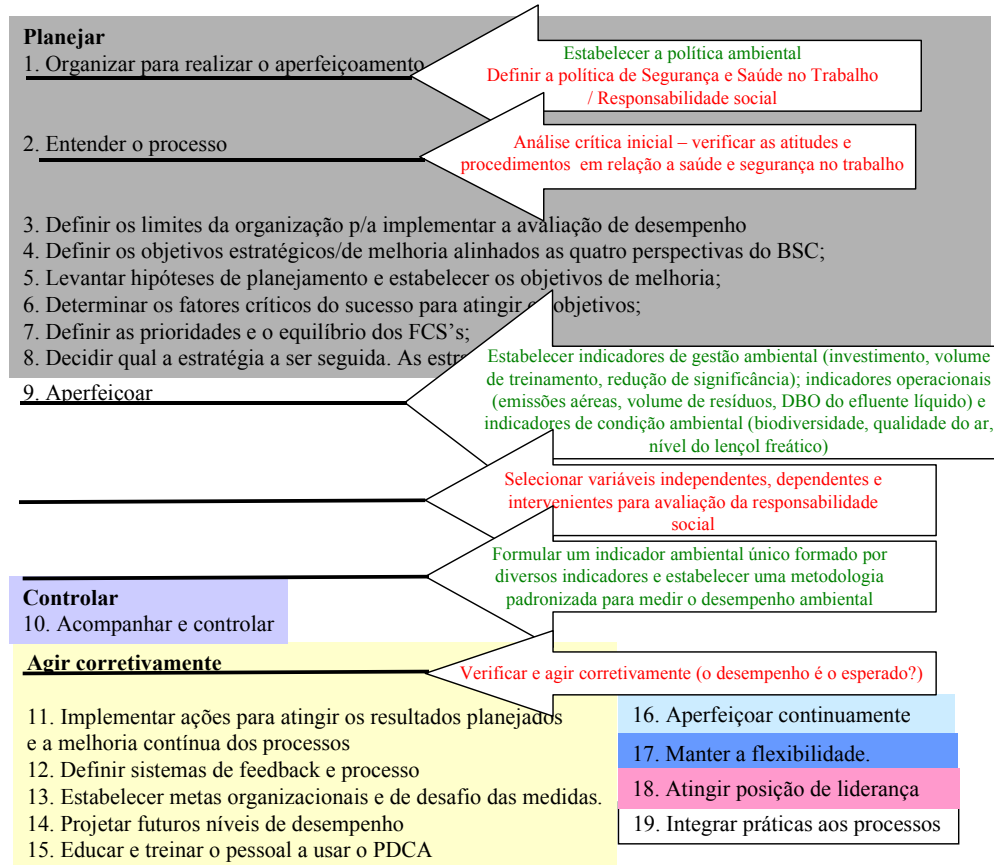 Planejar
1. Organizar para realizar o aperfeiçoamento
Estabelecer a política ambiental
Definir a política de Segurança e Saúde no Trabalho
/ Responsabilidade social
2. Entender o processo
Análise crítica inicial – verificar as atitudes e
procedimentos em relação a saúde e segurança no trabalho
3. Definir os limites da organização p/a implementar a avaliação de desempenho
4. Definir os objetivos estratégicos/de melhoria alinhados as quatro perspectivas do BSC;
5. Levantar hipóteses de planejamento e estabelecer os objetivos de melhoria;
6. Determinar os fatores críticos do sucesso para atingir objetivos;
7. Definir as prioridades e o equilíbrio dos FCS's;
8. Decidir qual a estratégia a ser seguida. As
9. Aperfeiçoar
Estabelecer indicadores de gestão ambiental (investimento, volume
de treinamento, redução de significância); indicadores operacionais
(emissões aéreas, volume de resíduos, DBO do efluente líquido) e
indicadores de condição ambiental (biodiversidade, qualidade do ar,
nível do lençol freático)
Selecionar variáveis independentes, dependentes e
intervenientes para avaliação da responsabilidade
social
Formular um indicador ambiental único formado por
diversos indicadores e estabelecer uma metodologia
padronizada para medir o desempenho ambiental
Controlar
10. Acompanhar e controlar
Agir corretivamente
Verificar e agir corretivamente (o desempenho é o esperado?)
11. Implementar ações para atingir os resultados planejados
e a melhoria contínua dos processos
12. Definir sistemas de feedback e processo
13. Estabelecer metas organizacionais e de desafio das medidas.
14. Projetar futuros níveis de desempenho
15. Educar e treinar o pessoal a usar o PDCA
16. Aperfeiçoar continuamente
17. Manter a flexibilidade.
18. Atingir posição de liderança
19. Integrar práticas aos processos